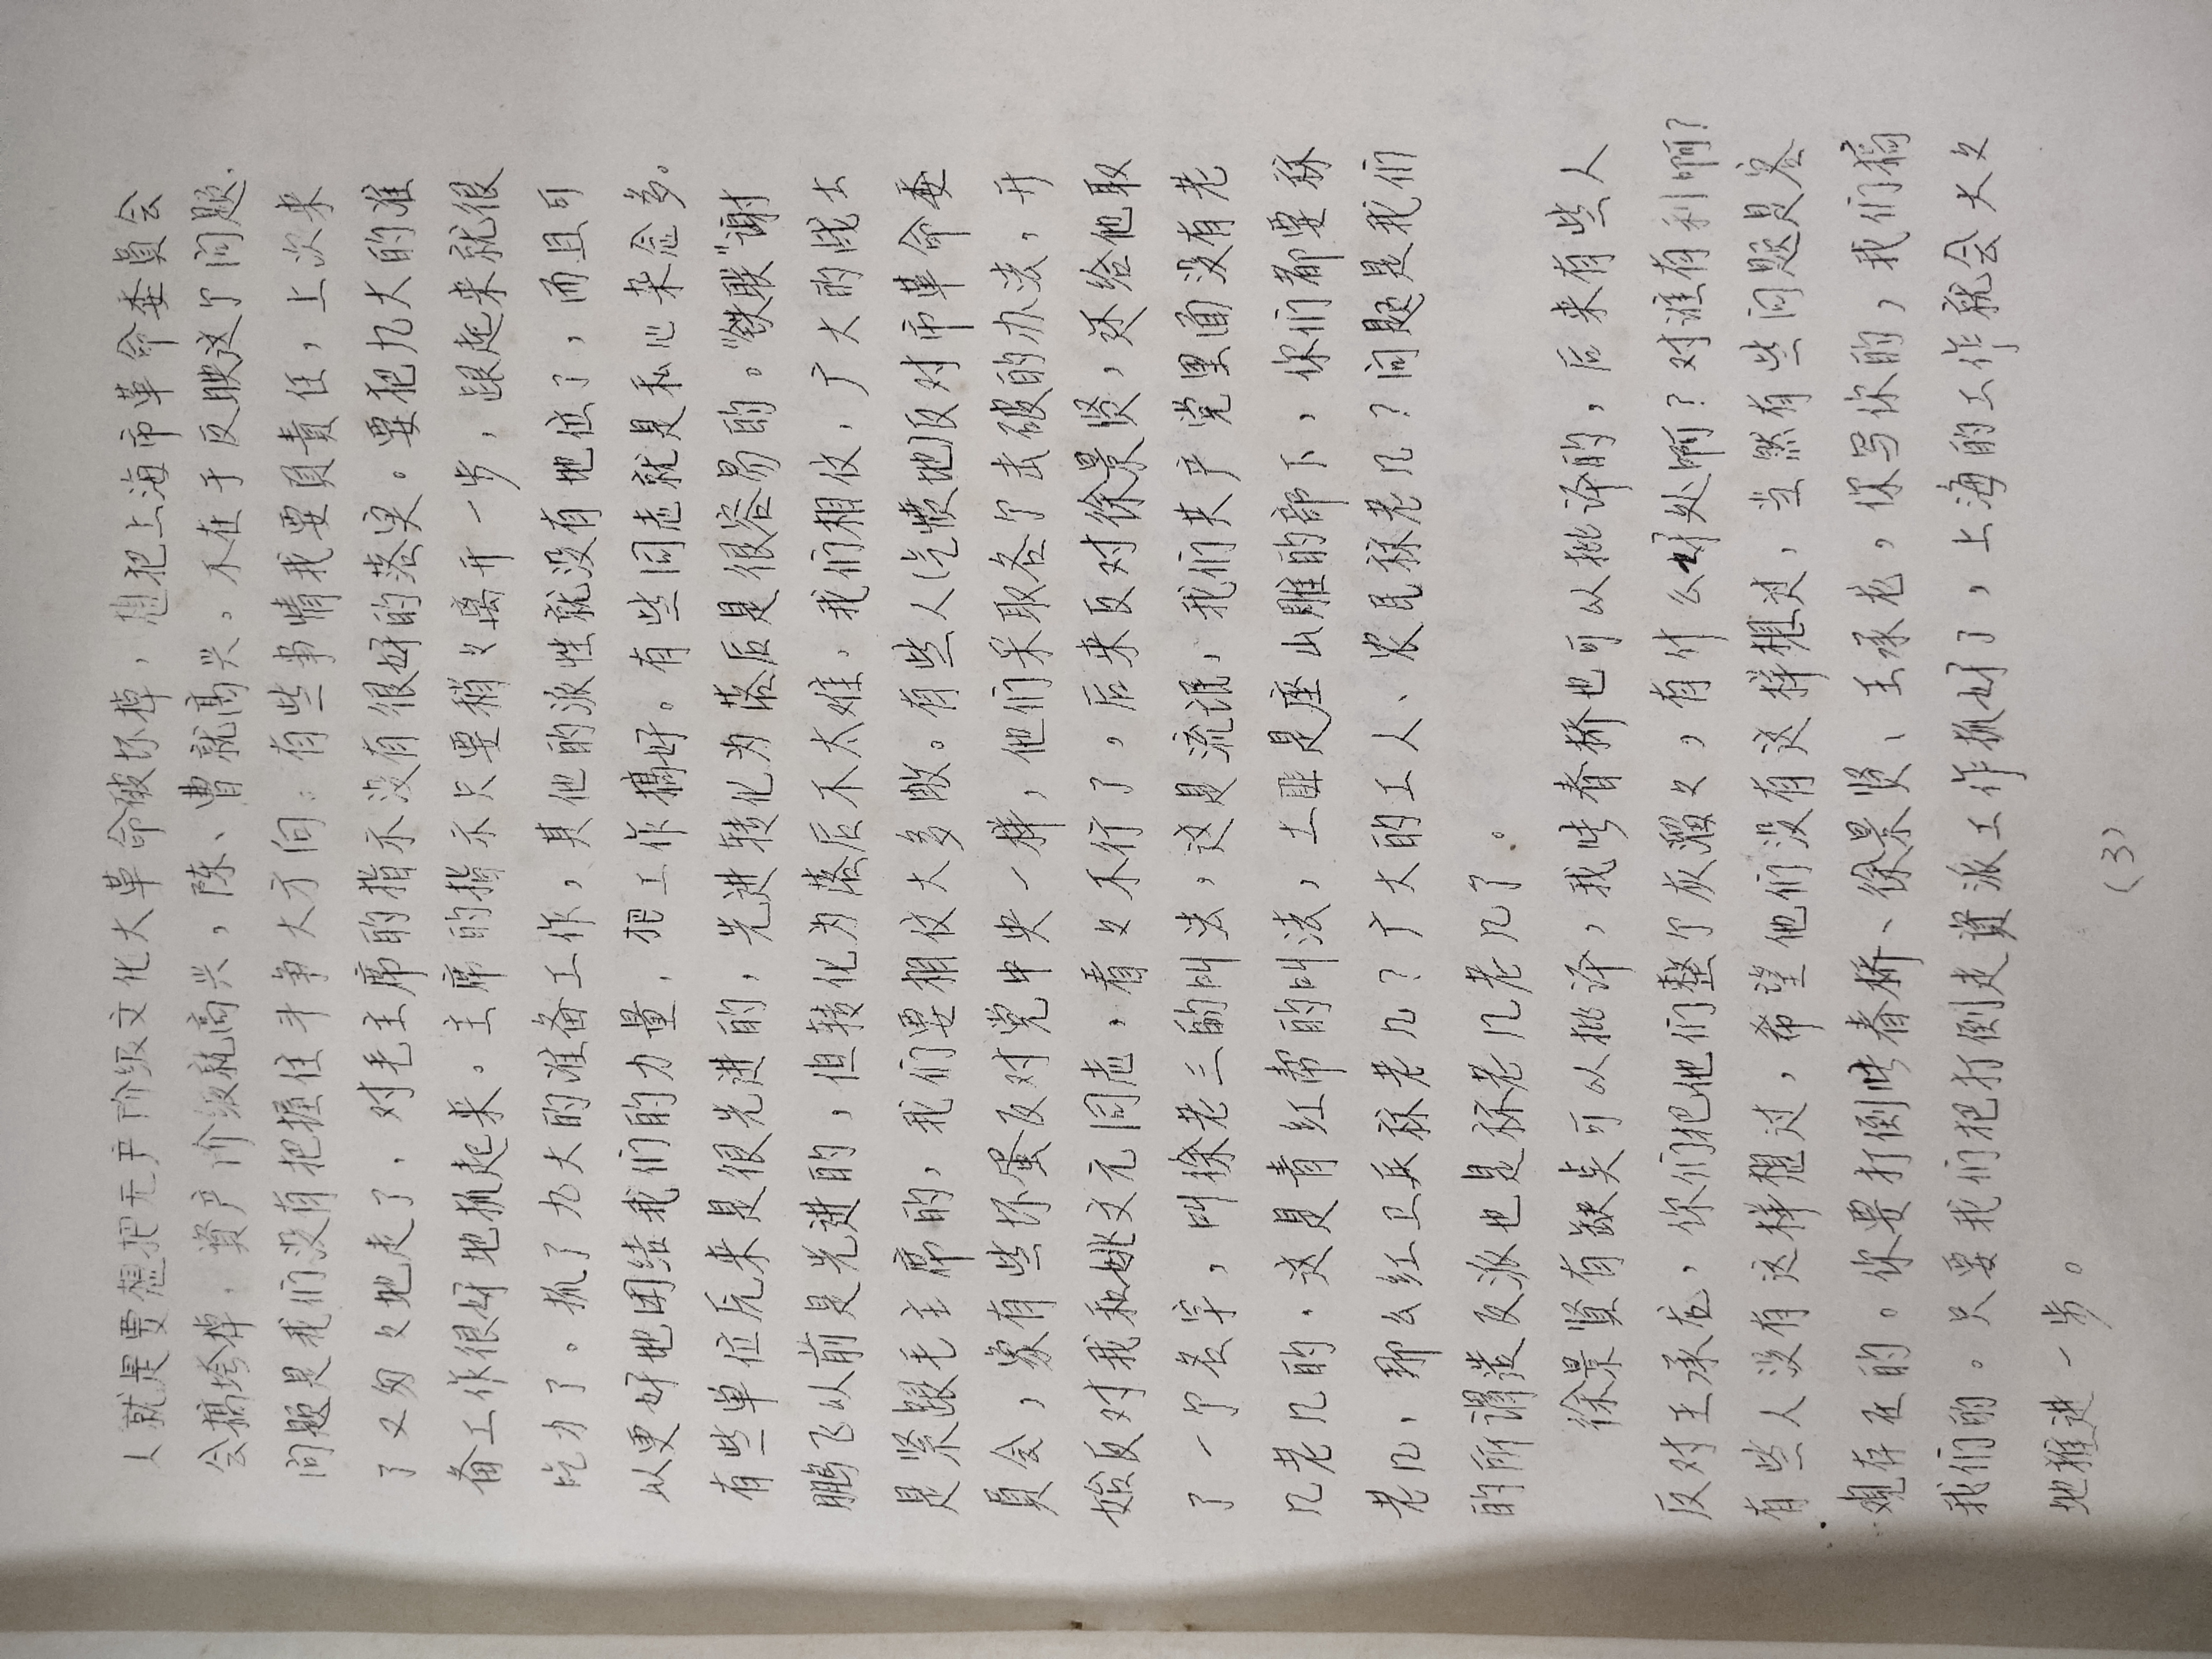 人就是要想把无产阶级文化大革命破坏掉，想把上海市革命委員会
会搞垮掉，資产阶级就高兴，陈、曹就高兴。不在于反映这个问题.
问题是我们没有把握住斗争大方向。有些事情我要負責任，上次来
了又匆々地走了，对毛主席的指示没有很好的落実。要把九大的准
备工作很好地抓起来。主席的指示只要稍々离开一步，跟起来就很
吃力了。抓了九大的准备工作，其他的派性就没有地位了，而且可
以更好地团结我们的力量，把工作搞好。有些同志就是私心杂念多。
有些单位原来是很先进的，先进转化为落后是很容易的。“铁联”谢
鹏飞以前是先进的，但转化为落后不太难，我们相仪，广大的战士
是紧跟毛主席的，我们要相仪大多数。有些人(气愤地)反对市革命委
員会，象有些坏蛋反对党中央一样，他们采取各个击破的办法，开
始反对我和姚文元同志，看々不行了，后来反对徐景贤，还给他取
了一个名字，叫徐老三的叫法，这是流氓，我们共产党里面没有老
几老几的。这是青红帮的叫法，土匪是座山雕的部下，你们都要称
老几，那么红卫兵称老几？广大的工人、农民称老几？问题是我们
的所谓造反派也是称老几老几了。
徐景贤有缺点可以批评，我张春桥也可以批评的，后来有些人
反对王承龙，你们把他们整个灰溜々，有什么好处啊？对谁有利啊？
有些人没有这样想过，希望他们没有这样想过，当然有些问题是客
观存在的。你要打倒张春桥、徐景贤、王承龙，你写你的，我们搞
我们的。只要我们把打倒走資派工作抓好了，上海的工作就会大々
地推进一步。
(3)